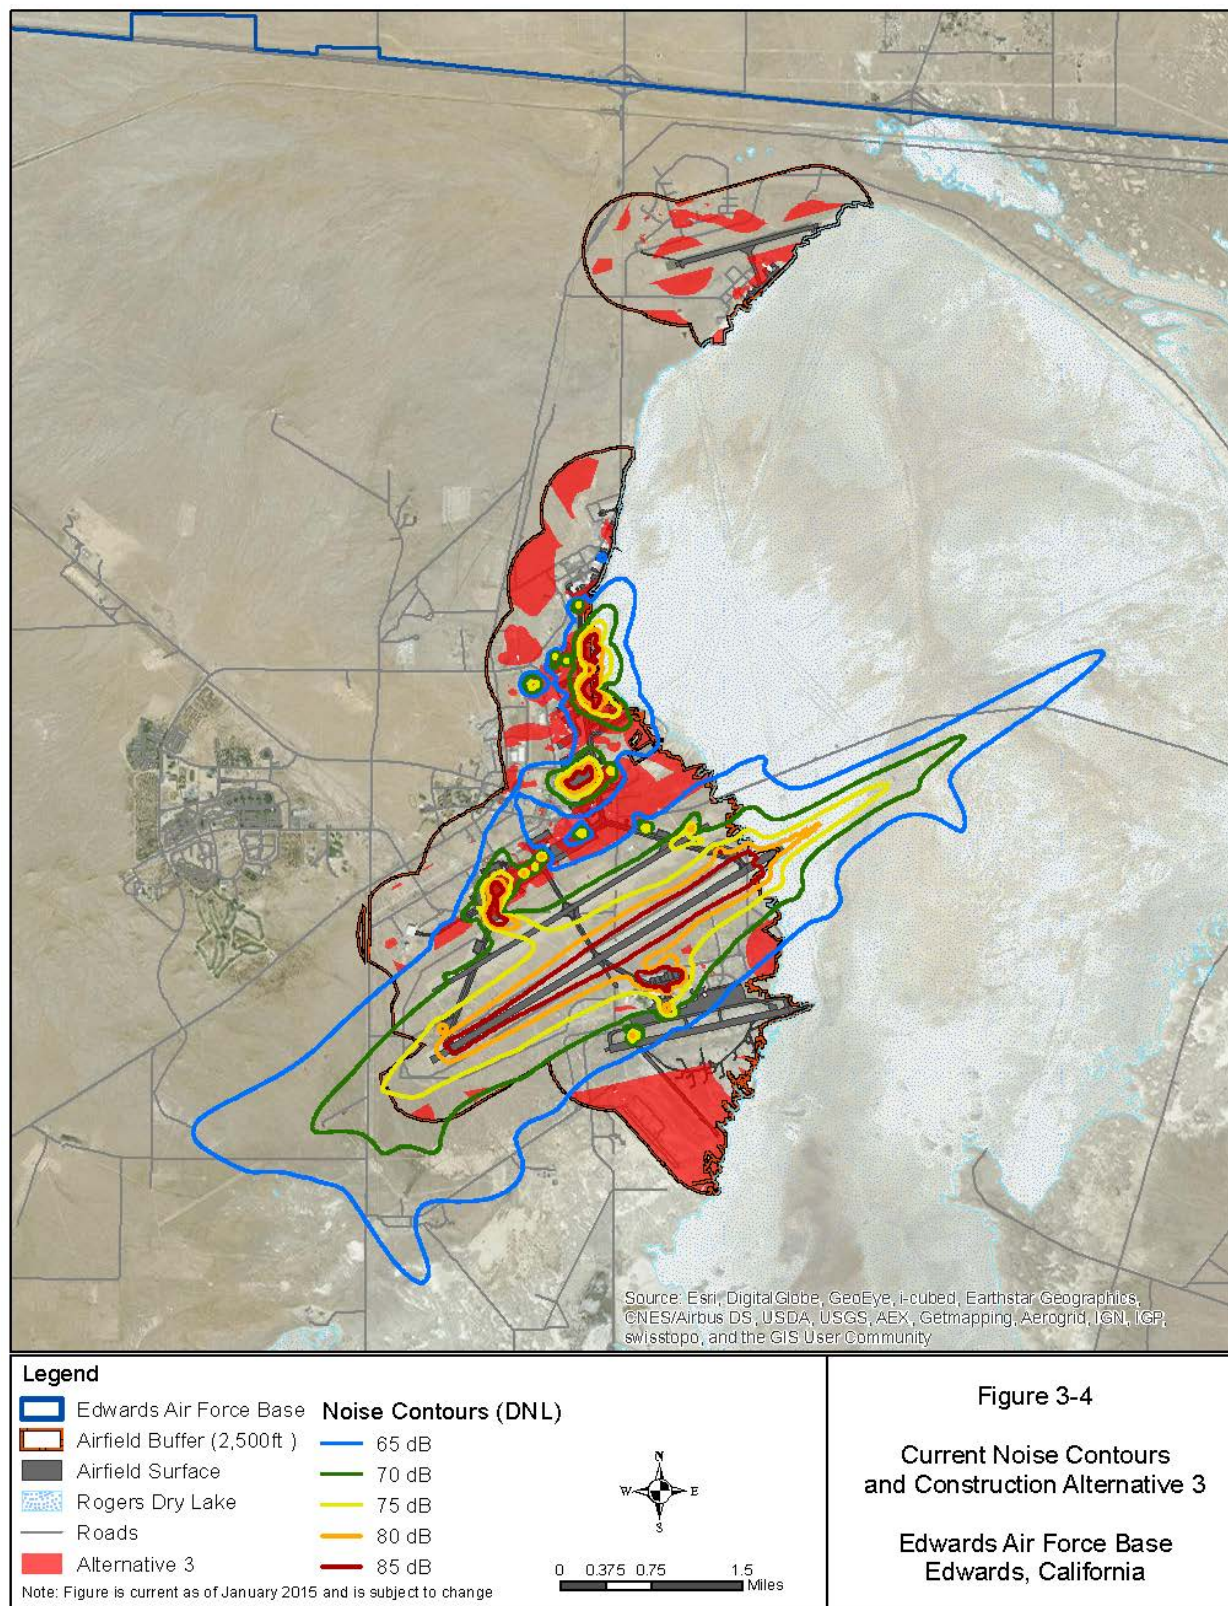 Source: Esri, DigitalGlobe, GeoEye, i-cubed, Earthstar Geographics,
CNES/Airbus DS, USDA, USGS, AEX, Getmapping, Aerogrid, IGN, IGP,
swisstopo, and the GIS User Community
Legend
Edwards Air Force Base
Airfield Buffer (2,500ft )
Airfield Surface
Rogers Dry Lake
Roads
Alternative 3
Note: Figure is current as of January 2015 and is subject to change
Noise Contours (DNL)
65 dB
70 dB
75 dB
80 dB
85 dB
N
W E
S
0 0.375 0.75 1.5
Miles
Figure 3-4
Current Noise Contours
and Construction Alternative 3
Edwards Air Force Base
Edwards, California